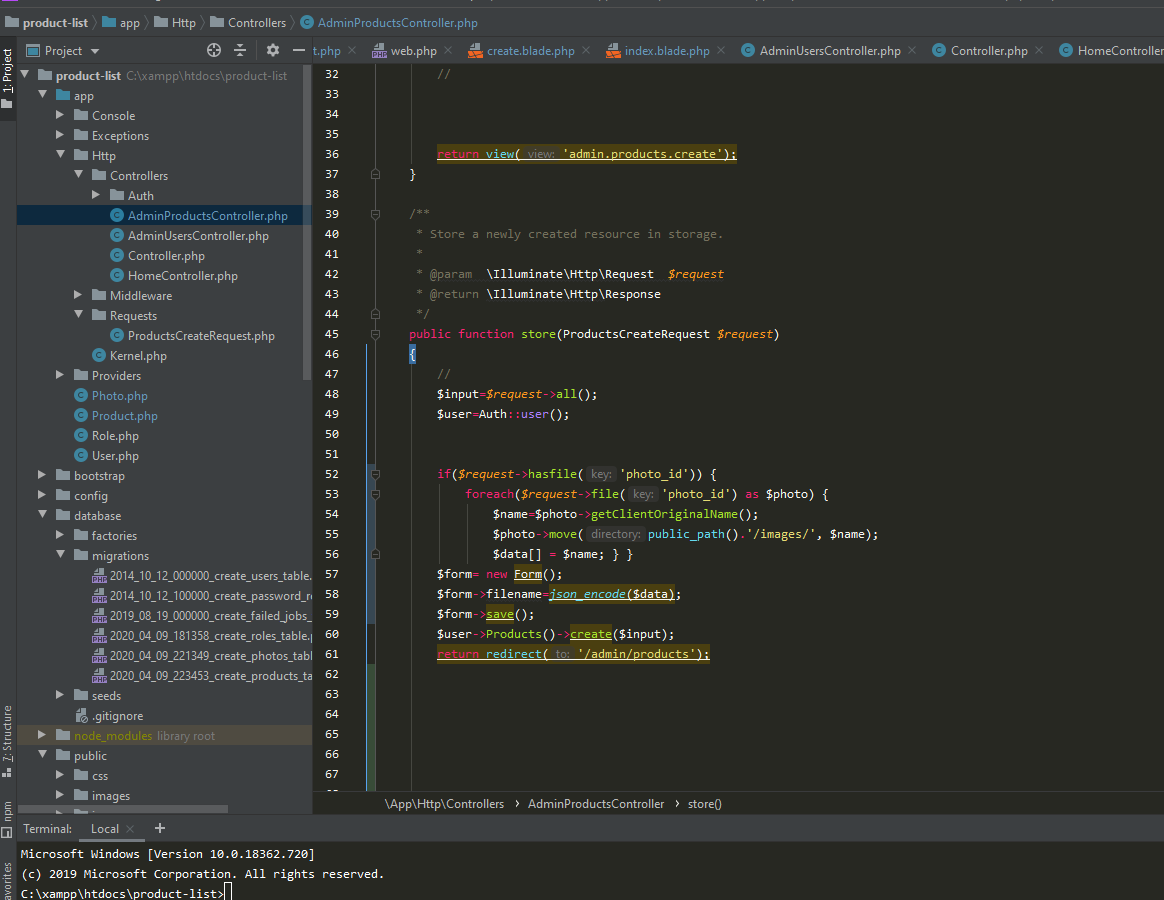 product-list app Http Controllers AdminProductsController.php
Project t.php web.php create.blade.php index.blade.php AdminUsersController.php Controller.php HomeController
1: Project
product-list C:\xampp\htdocs\product-list
app
Console
Exceptions
Http
Controllers
Auth
AdminProductsController.php
AdminUsersController.php
Controller.php
HomeController.php
Middleware
Requests
ProductsCreateRequest.php
Kernel.php
Providers
Photo.php
Product.php
Role.php
User.php
bootstrap
config
database
factories
migrations
2014_10_12_000000_create_users_table.
2014_10_12_100000_create_password_r
2019_08_19_000000_create_failed_jobs_
2020_04_09_181358_create_roles_table.p
2020_04_09_221349_create_photos_tab
2020_04_09_223453_create_products_ta
seeds
.gitignore
node_modules library root
public
css
images
7: Structure
npm
avorites
32 //
33
34
35
36 return view( view: 'admin.products.create');
37 }
38
39 /**
40 * Store a newly created resource in storage.
41 *
42 * @param \Illuminate\Http\Request $request
43 * @return \Illuminate\Http\Response
44 */
45 public function store(ProductsCreateRequest $request)
46 {
47 //
48 $input=$request->all();
49 $user=Auth::user();
50
51
52 if($request->hasfile( key: 'photo_id')) {
53 foreach($request->file( key: 'photo_id') as $photo) {
54 $name=$photo->getClientOriginalName();
55 $photo->move( directory: public_path().'/images/', $name);
56 $data[] = $name; } }
57 $form= new Form();
58 $form->filename=json_encode($data);
59 $form->save();
60 $user->Products()->create($input);
61 return redirect( to: '/admin/products');
62
63
64
65
66
67
\App\Http\Controllers › AdminProductsController › store()
Terminal: Local +
Microsoft Windows [Version 10.0.18362.720]
(c) 2019 Microsoft Corporation. All rights reserved.
C:\xampp\htdocs\product-list>